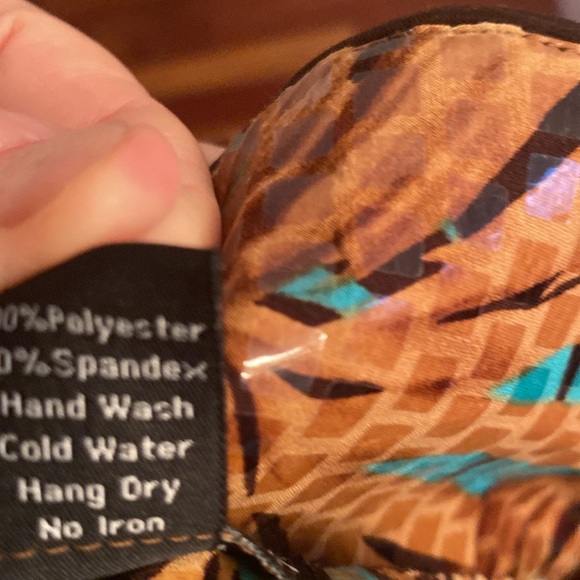 0%Polyester
0%Spandex
Hand Wash
Cold Water
Hang Dry
No Iron